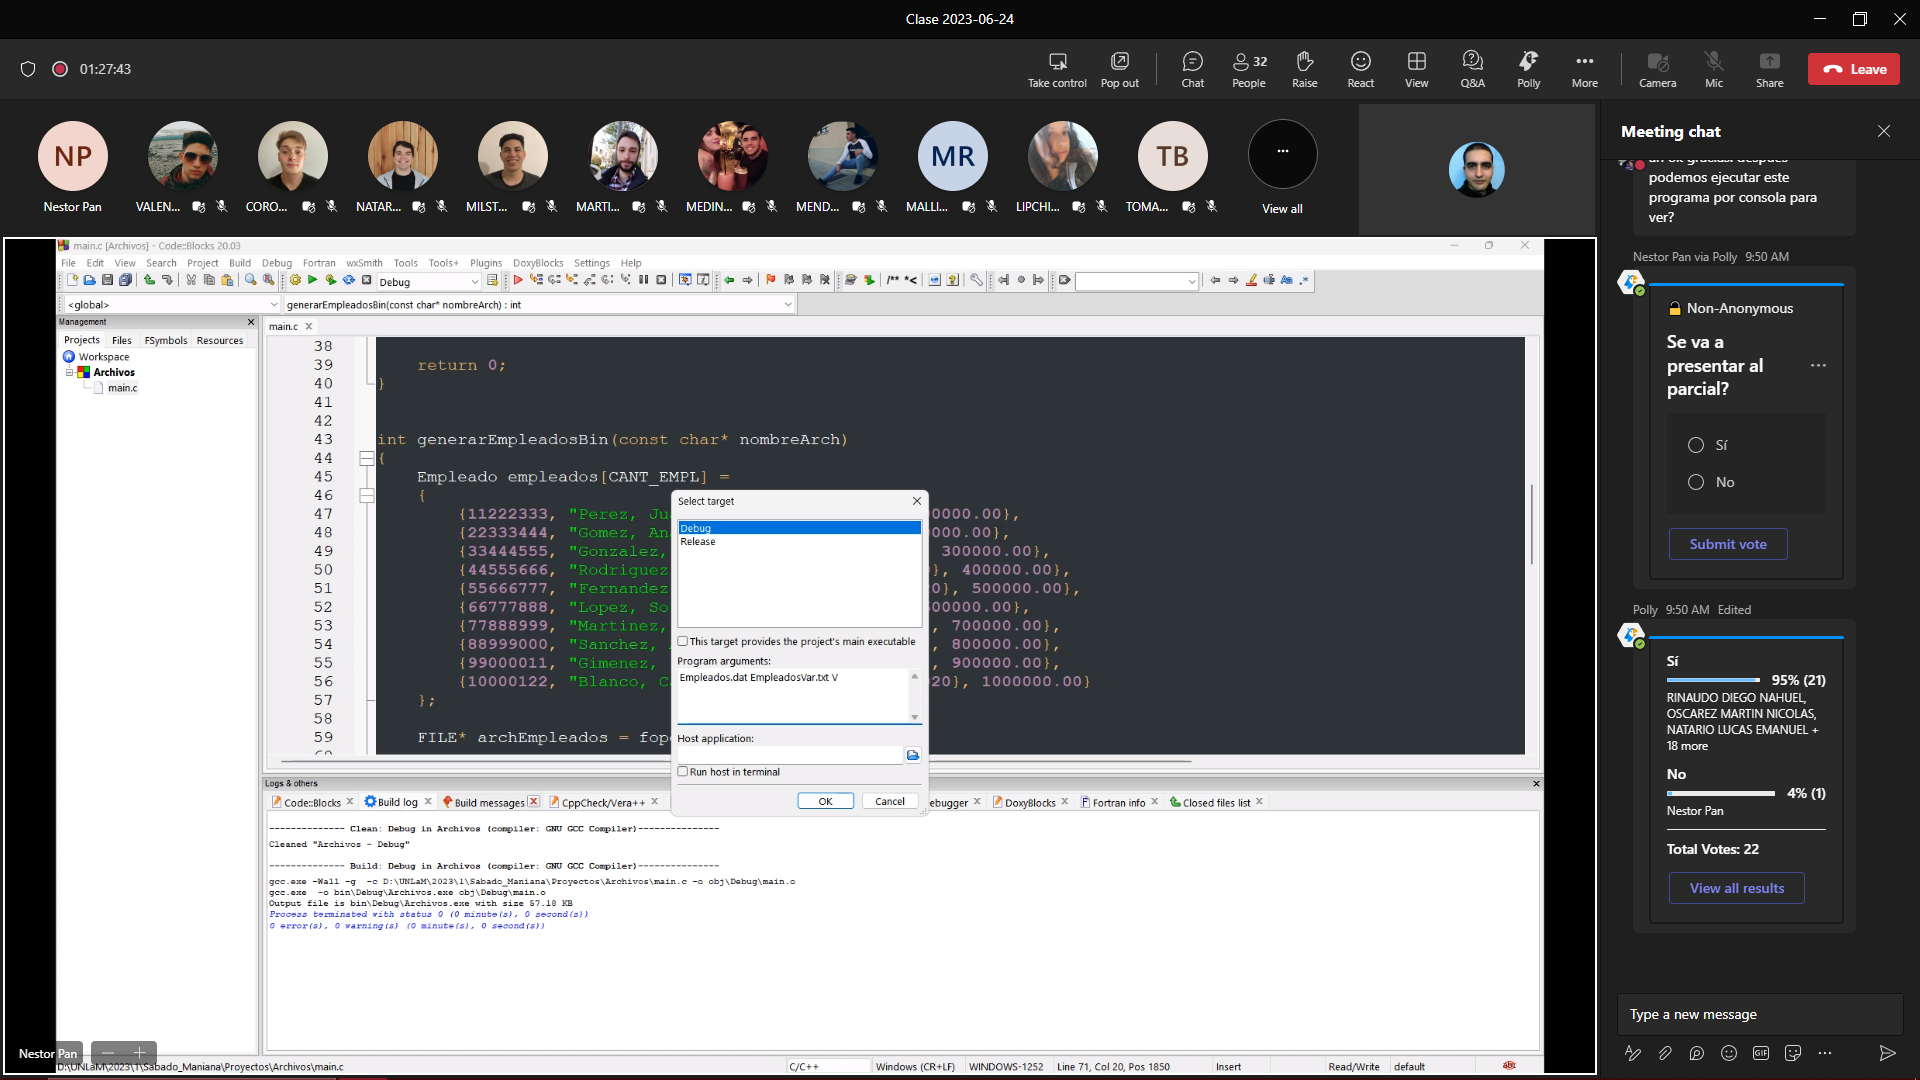 Clase 2023-06-24
01:27:43
Take control
Pop out
Chat
32
People
Raise
React
View
Q&A
Polly
More
Camera
Mic
Share
Leave
NP
Nestor Pan
VALEN...
CORO...
NATAR...
MILST...
MARTI...
MEDIN...
MEND...
MR
MALLI...
LIPCHI...
TB
TOMA...
View all
main.c [Archivos] - Code::Blocks 20.03
File Edit View Search Project Build Debug Fortran wxSmith Tools Tools+ Plugins DoxyBlocks Settings Help
Debug
<global>
generarEmpleadosBin(const char* nombreArch) : int
Management
Projects Files FSymbols Resources
Workspace
Archivos
main.c
main.c
38
39 return 0;
40 }
41
42
43 int generarEmpleadosBin(const char* nombreArch)
44 {
45 Empleado empleados[CANT_EMPL] =
46 {
47 {11222333, "Perez, 00000.00},
48 {22333444, "Gomez, 000.00},
49 {33444555, "Gonzalez, 300000.00},
50 {44555666, "Rodriguez }, 400000.00},
51 {55666777, "Fernandez 0}, 500000.00},
52 {66777888, "Lopez, 00000.00},
53 {77888999, "Martinez, , 700000.00},
54 {88999000, "Sanchez, , 800000.00},
55 {99000011, "Gimenez, , 900000.00},
56 {10000122, "Blanco, 20}, 1000000.00}
57 };
58
59 FILE* archEmpleados =
Select target
Debug
Release
This target provides the project's main executable
Program arguments:
Empleados.dat EmpleadosVar.txt V
Host application:
Run host in terminal
OK
Cancel
Logs & others
Code::Blocks
Build log
Build messages
CppCheck/Vera++
ebugger
DoxyBlocks
Fortran info
Closed files list
-------------- Clean: Debug in Archivos (compiler: GNU GCC Compiler)---------------
Cleaned "Archivos - Debug"
-------------- Build: Debug in Archivos (compiler: GNU GCC Compiler)---------------
gcc.exe -Wall -g -c D:\UNLaM\2023\1\Sabado_Maniana\Proyectos\Archivos\main.c -o obj\Debug\main.o
gcc.exe -o bin\Debug\Archivos.exe obj\Debug\main.o
Output file is bin\Debug\Archivos.exe with size 57.18 KB
Process terminated with status 0 (0 minute(s), 0 second(s))
0 error(s), 0 warning(s) (0 minute(s), 0 second(s))
Nestor Pan
D:\UNLaM\2023\1\Sabado_Maniana\Proyectos\Archivos\main.c
C/C++
Windows (CR+LF)
WINDOWS-1252
Line 71, Col 20, Pos 1850
Insert
Read/Write
default
Meeting chat
podemos ejecutar este
programa por consola para
ver?
Nestor Pan via Polly 9:50 AM
Non-Anonymous
Se va a
presentar al
parcial?
Sí
No
Submit vote
Polly 9:50 AM Edited
Sí
95% (21)
RINAUDO DIEGO NAHUEL,
OSCAREZ MARTIN NICOLAS,
NATARIO LUCAS EMANUEL +
18 more
No
4% (1)
Nestor Pan
Total Votes: 22
View all results
Type a new message
GIF